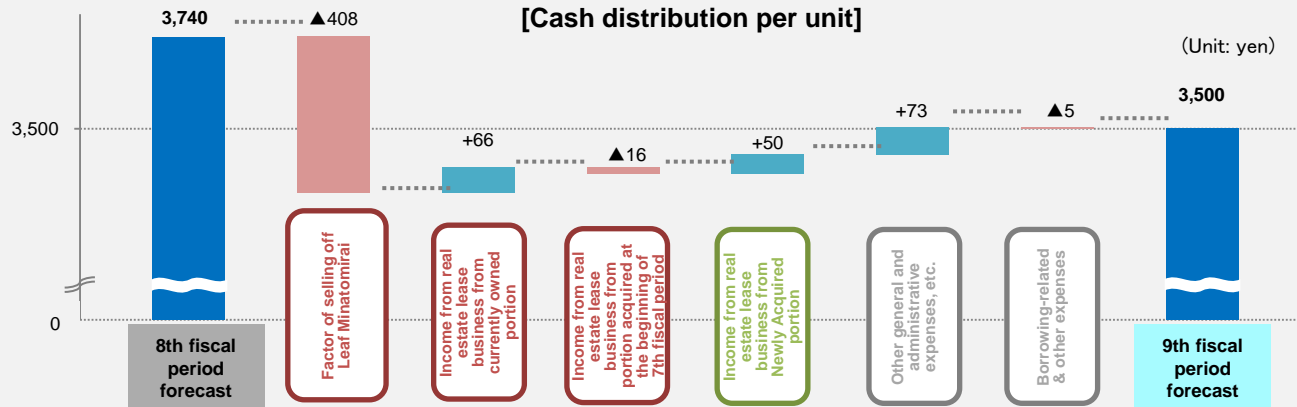 [Cash distribution per unit]
(Unit: yen)
3,740
▲408
+66
▲16
+50
+73
▲5
3,500
3,500
0
8th fiscal
period
forecast
Factor of selling off
Leaf Minatomirai
Income from real
estate lease
business from
currently owned
portion
Income from real
estate lease
business from
portion acquired at
the beginning of
7th fiscal period
Income from real
estate lease
business from
Newly Acquired
portion
Other general and
administrative
expenses, etc.
Borrowing-related
& other expenses
9th fiscal
period
forecast